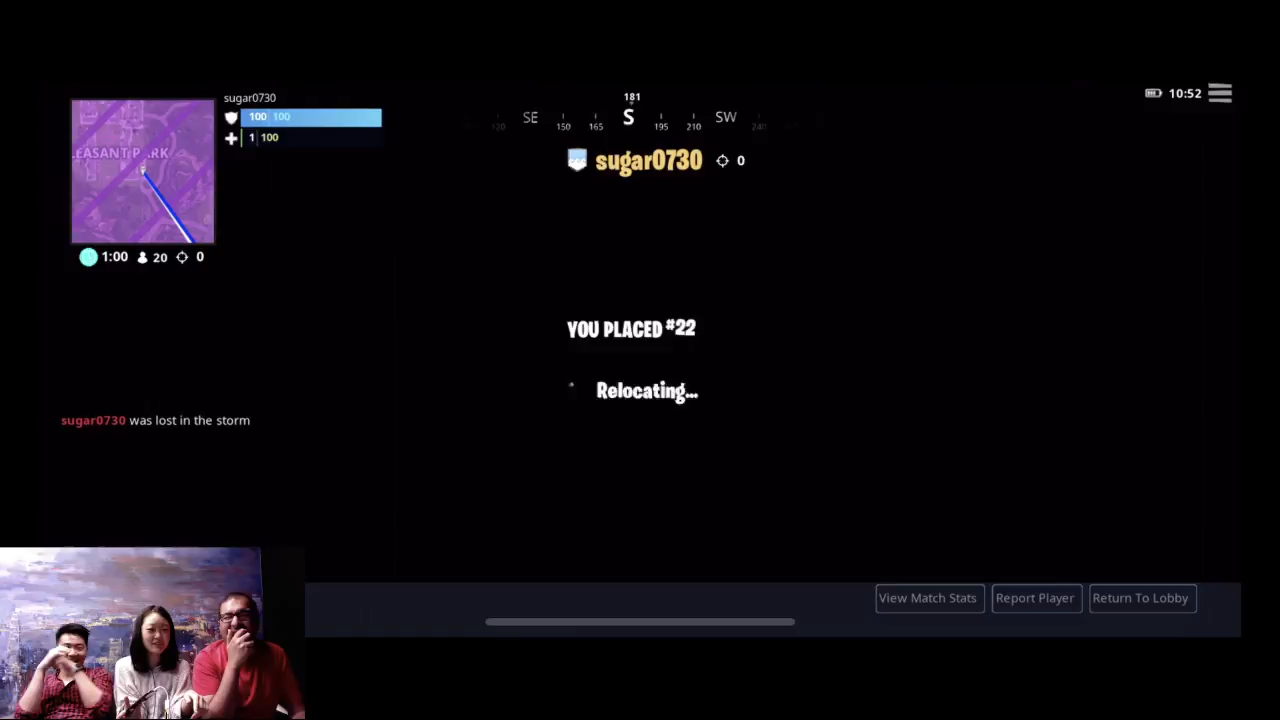 181
10:52
sugar0730
100 100
1 100
SE S SW
120 150 165 195 210 240
sugar0730 0
LEASANT PARK
1:00 20 0
YOU PLACED #22
Relocating...
sugar0730 was lost in the storm
View Match Stats Report Player Return To Lobby